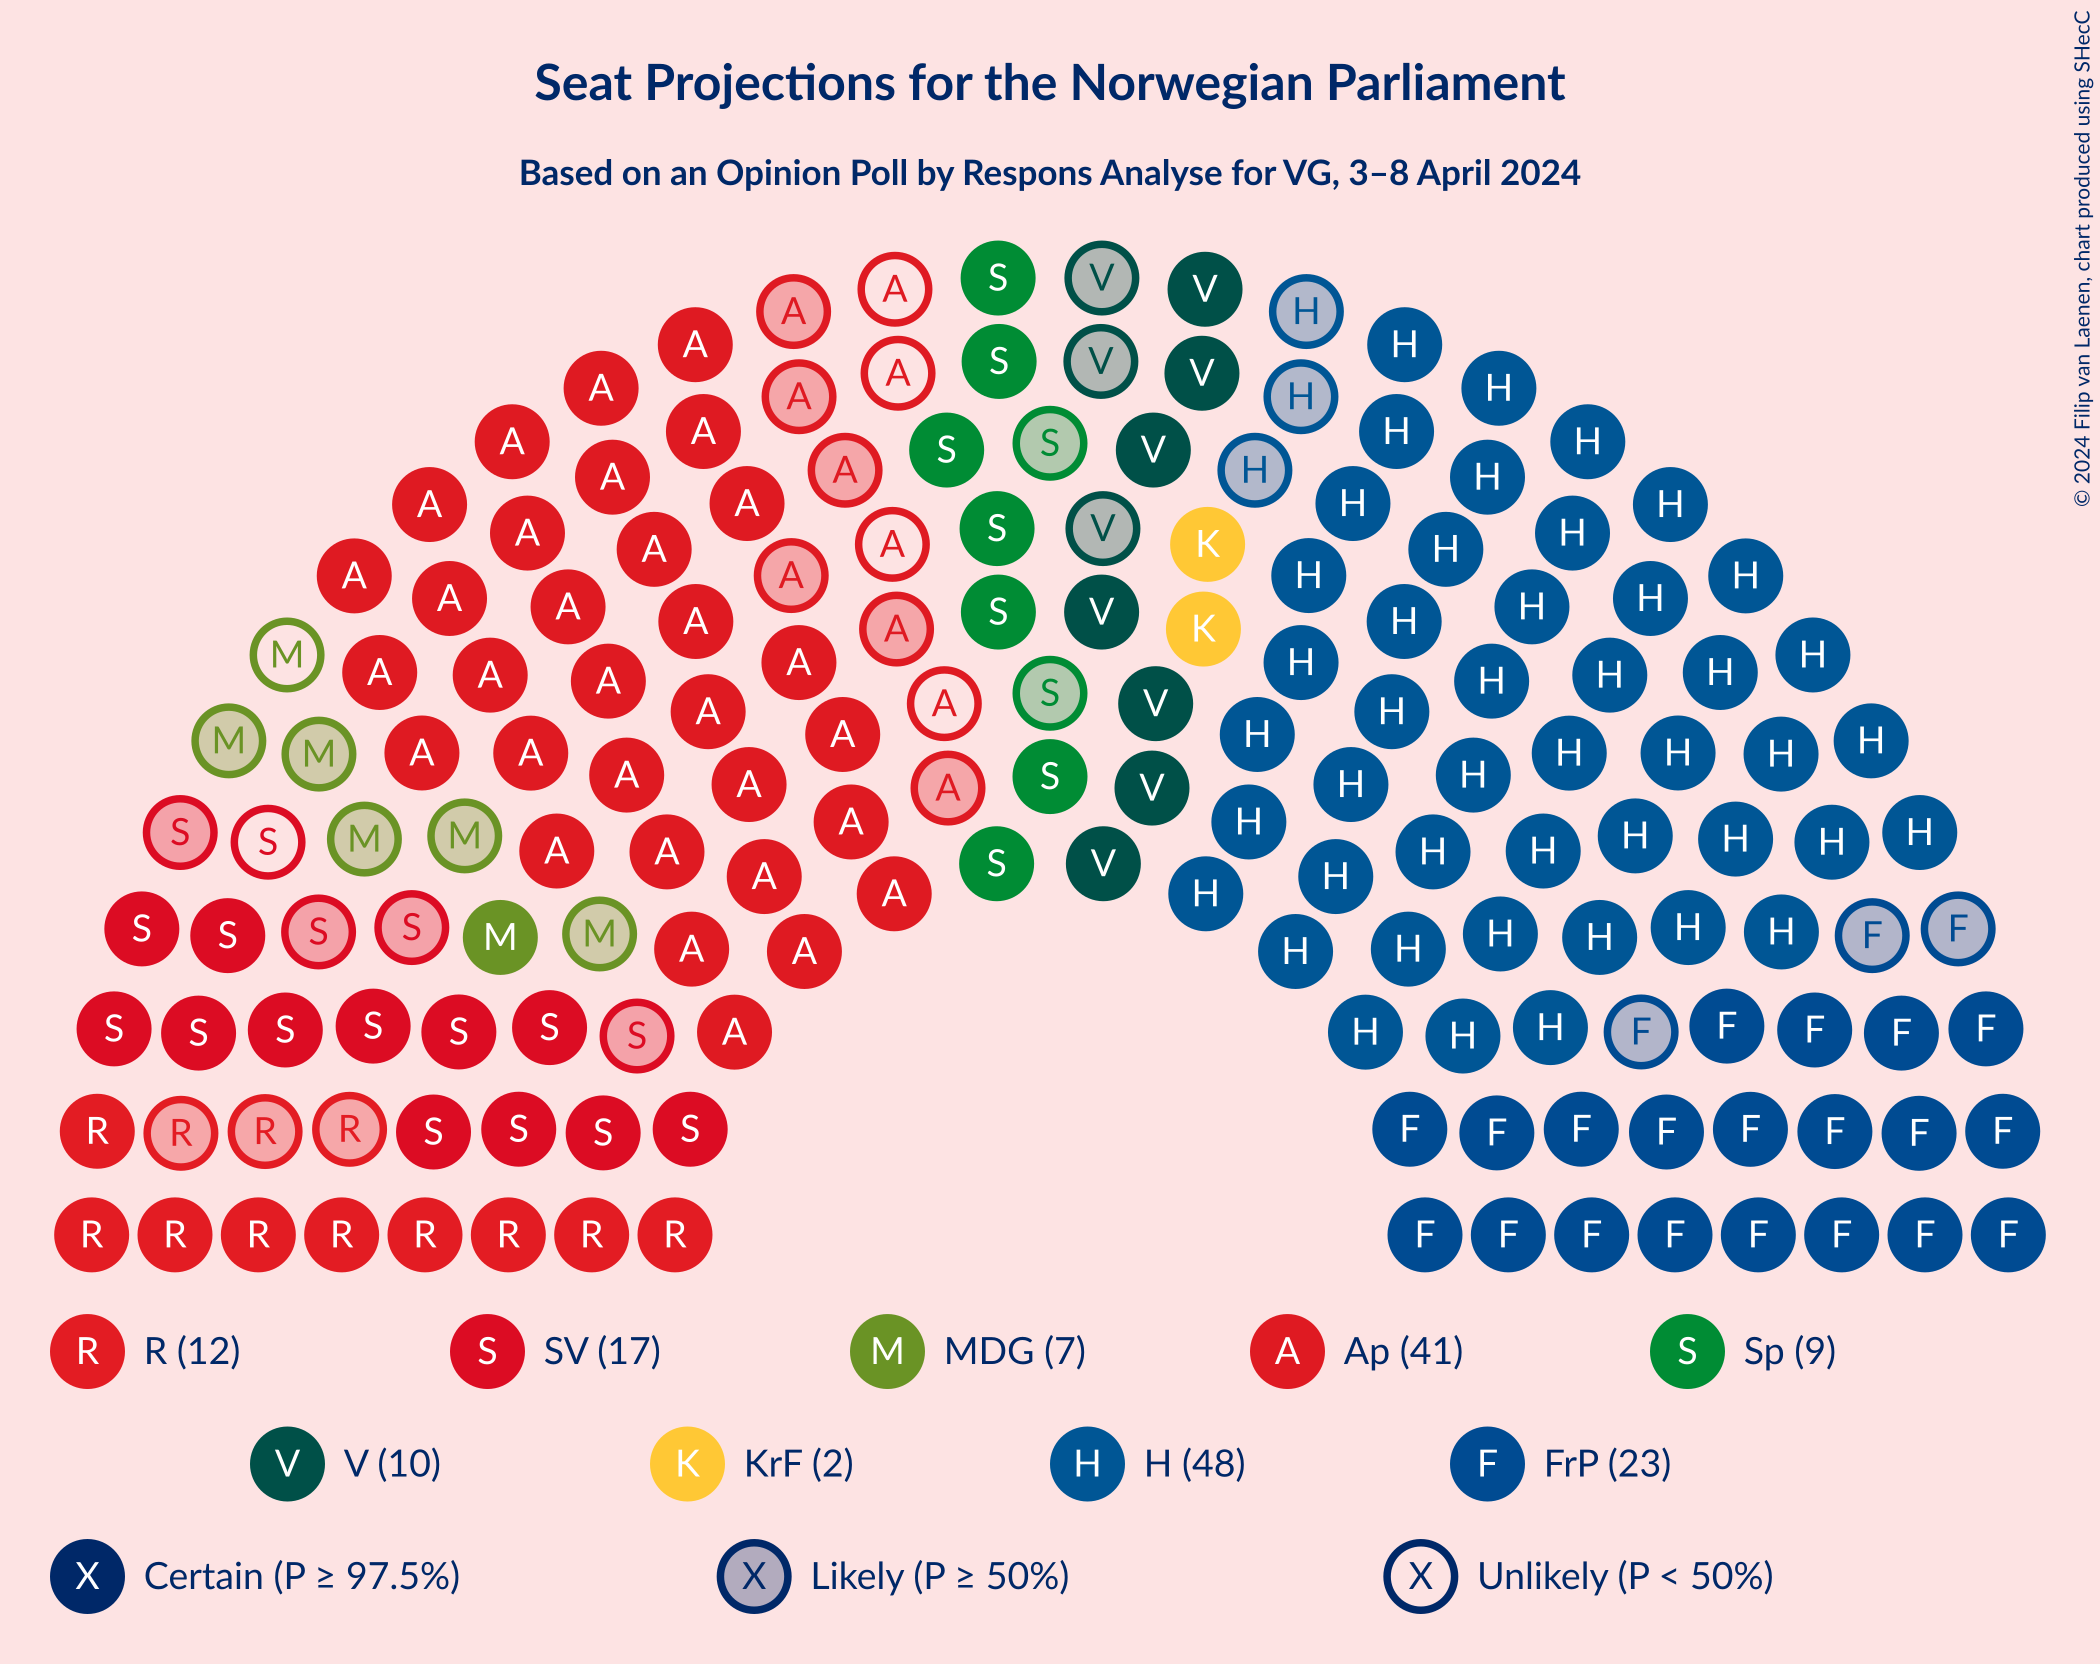 Seat Projections for the Norwegian Parliament
Based on an Opinion Poll by Respons Analyse for VG, 3–8 April 2024
© 2024 Filip van Laenen, chart produced using SHecC
S V
A V
A H
A H
S V
A V
A H
A H
S
S V
A H
A H
A H
A H
A H
S V
A K
A H
A H
A H
A H
A H
S V
A K
A H
A H
A H
M H
S
A V
A H
A H
A H
A H
A H
M H
M H
S
A V
A H
A H
A H
A H
A H
S H
S H
M H
M H
S V
A H
A H
A H
A H
A H
S S S S M M A A H H H H H H F F
S S S S S S S A H H H F F F F F
R R R R S S S S F F F F F F F F
R R R R R R R R F F F F F F F F
R R (12) S SV (17) M MDG (7) A Ap (41) S Sp (9)
V V (10) K KrF (2) H H (48) F FrP (23)
X Certain (P ≥ 97.5%) X Likely (P ≥ 50%) X Unlikely (P < 50%)